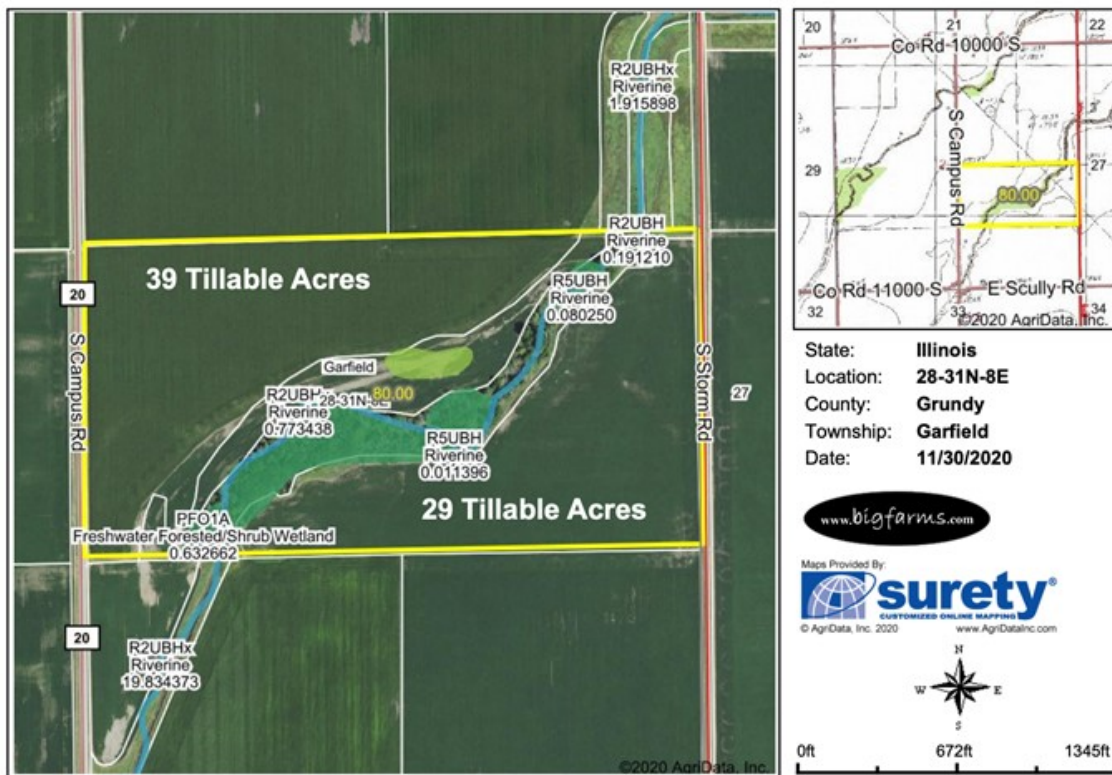 R2UBHx
Riverine
1.915898
R2UBH
Riverine
0.191210
39 Tillable Acres
R5UBH
Riverine
0.080250
20
S Campus Rd
S Storm Rd
Garfield
80.00
28-31N-8E
R2UBH
Riverine
0.773438
27
R5UBH
Riverine
0.011396
29 Tillable Acres
PFO1A
Freshwater Forested/Shrub Wetland
0.632662
20
R2UBHx
Riverine
19.834373
©2020 AgriData, Inc.
20
21
22
Co Rd 10000 S
S Campus Rd
29
27
80.00
Co Rd 11000 S
E Scully Rd
32
33
34
©2020 AgriData, Inc.
State: Illinois
Location: 28-31N-8E
County: Grundy
Township: Garfield
Date: 11/30/2020
www.bigfarms.com
Maps Provided By:
surety®
CUSTOMIZED ONLINE MAPPING
© AgriData, Inc. 2020 www.AgriDataInc.com
N
W E
S
0ft 672ft 1345ft